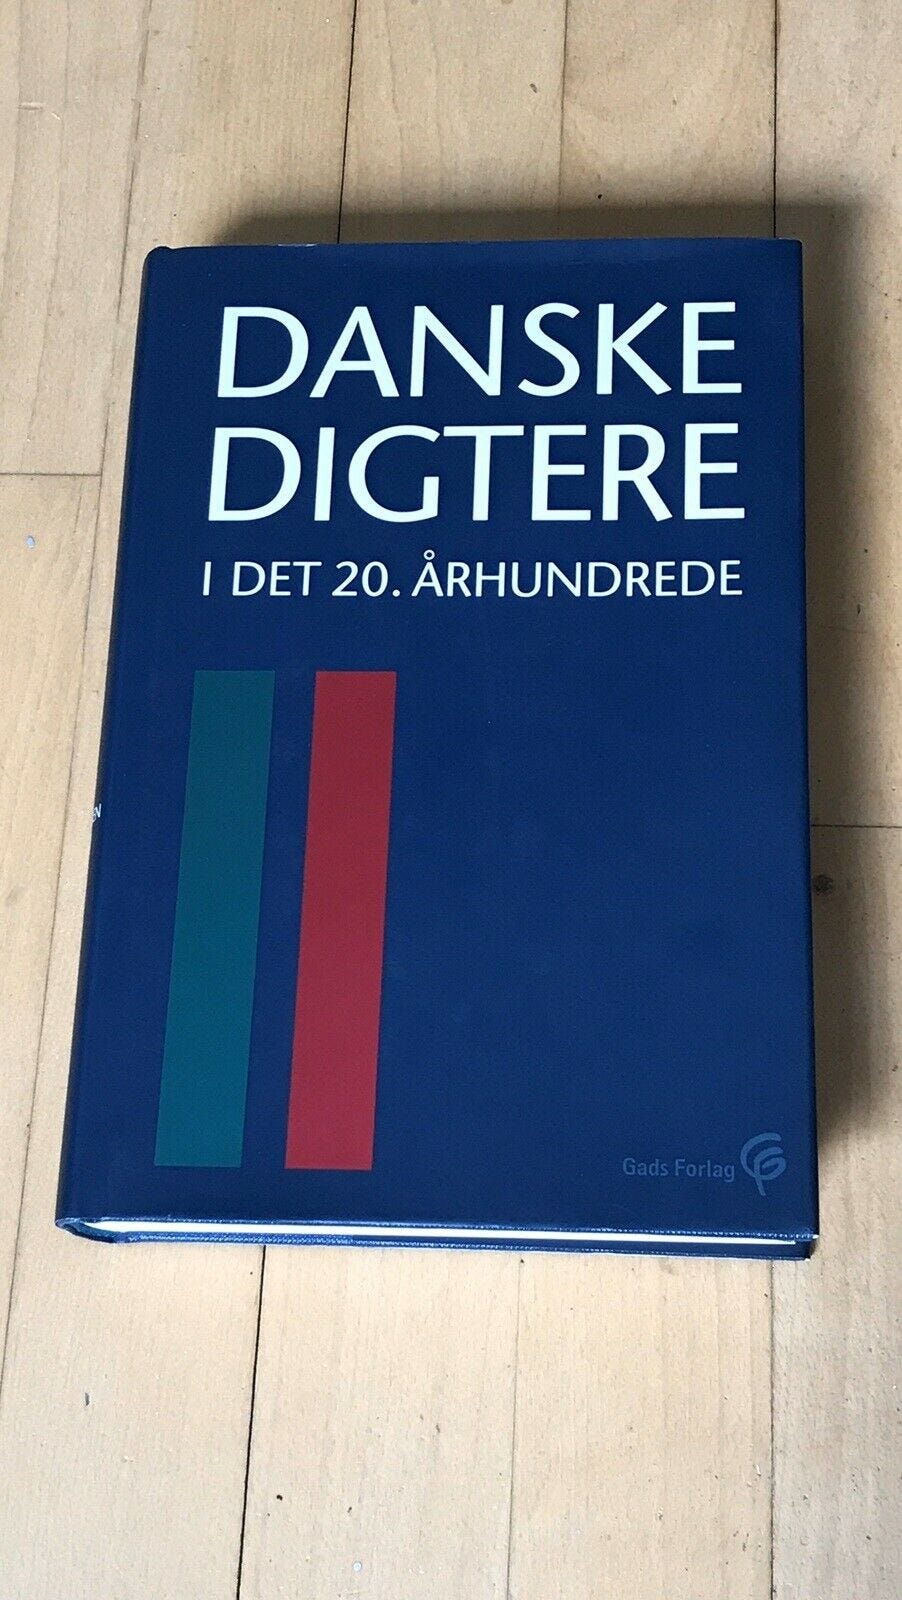 DANSKE
DIGTERE
I DET 20. ÅRHUNDREDE
Gads Forlag